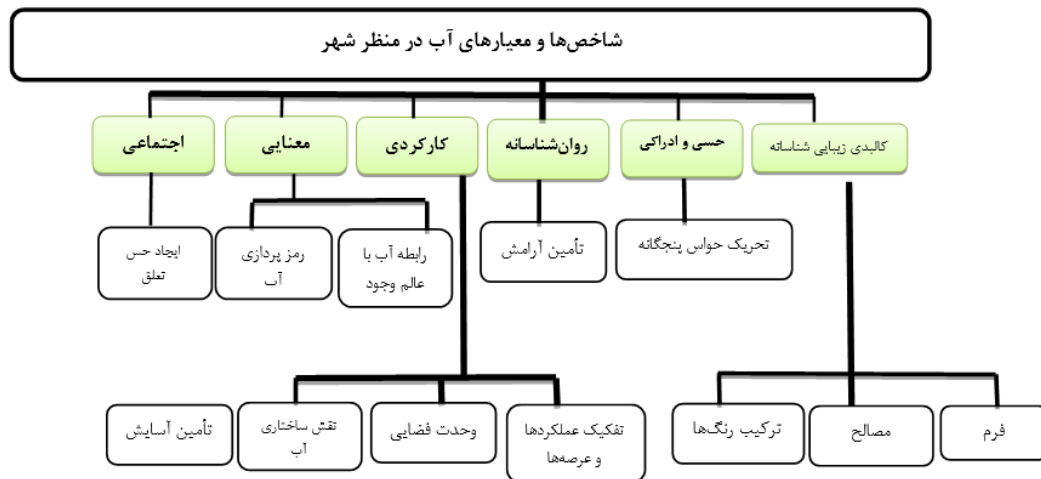 شاخص‌ها و معیارهای آب در منظر شهر
کالبدی زیبایی شناسانه
حسی و ادراکی
روان‌شناسانه
کارکردی
معنایی
اجتماعی
تحریک حواس پنجگانه
تأمین آرامش
رابطه آب با
عالم وجود
رمز پردازی
آب
ایجاد حس
تعلق
فرم
مصالح
ترکیب رنگ‌ها
تفکیک عملکردها
و عرصه‌ها
وحدت فضایی
نقش ساختاری
آب
تأمین آسایش